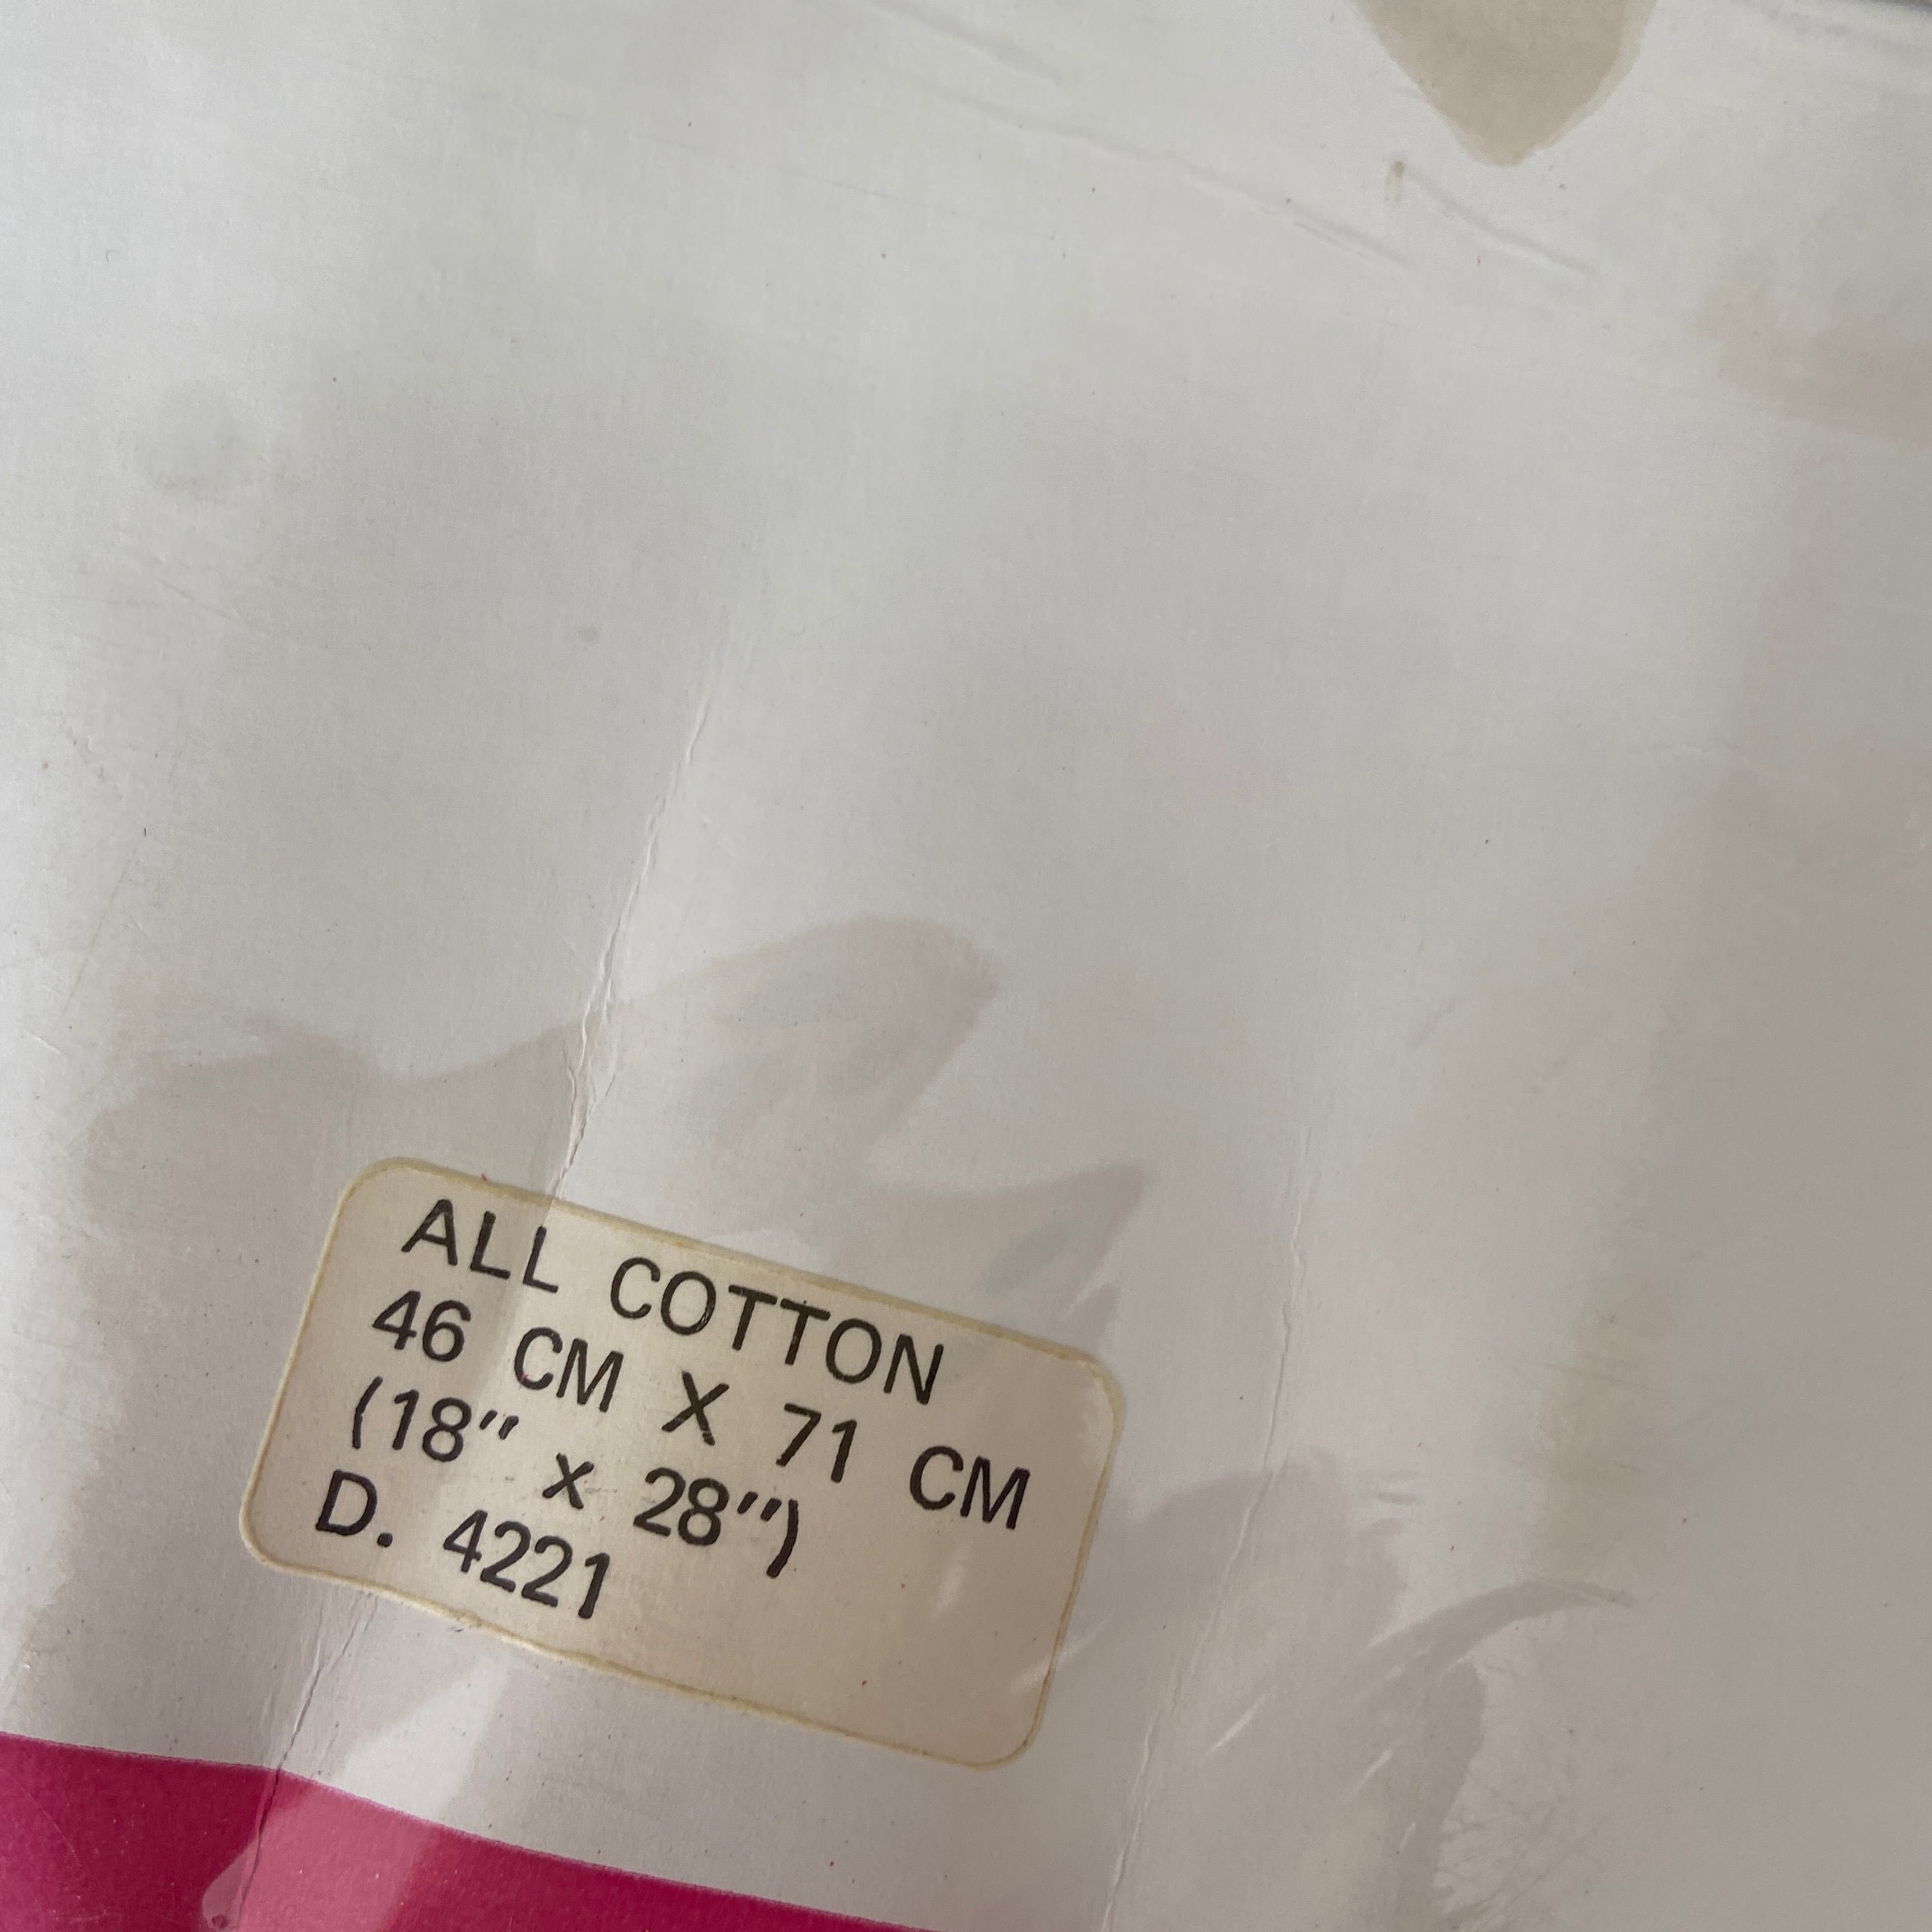 ALL COTTON
46 CM X 71 CM
(18" x 28")
D. 4221